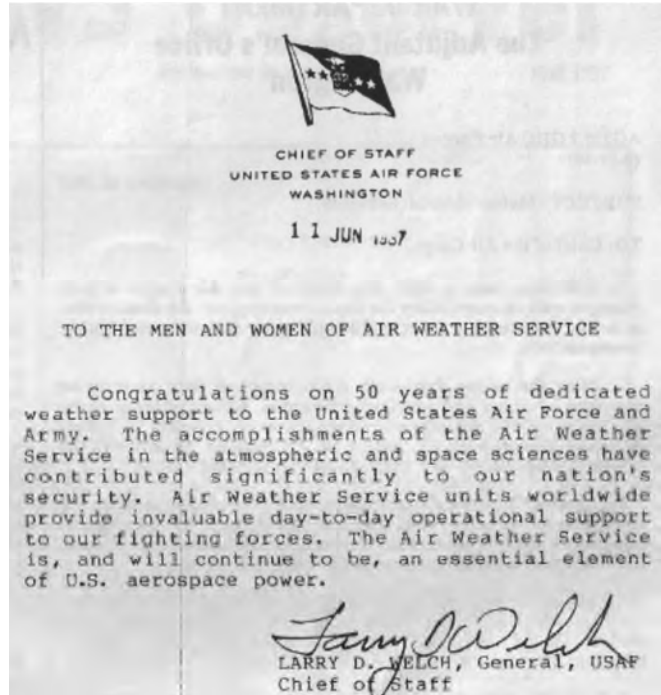 The Adjutant General's Office
CHIEF OF STAFF
UNITED STATES AIR FORCE
WASHINGTON
11 JUN 1987
TO THE MEN AND WOMEN OF AIR WEATHER SERVICE
Congratulations on 50 years of dedicated
weather support to the United States Air Force and
Army. The accomplishments of the Air Weather
Service in the atmospheric and space sciences have
contributed significantly to our nation's
security. Air Weather Service units worldwide
provide invaluable day-to-day operational support
to our fighting forces. The Air Weather Service
is, and will continue to be, an essential element
of U.S. aerospace power.
Larry D Welch
LARRY D. WELCH, General, USAF
Chief of Staff